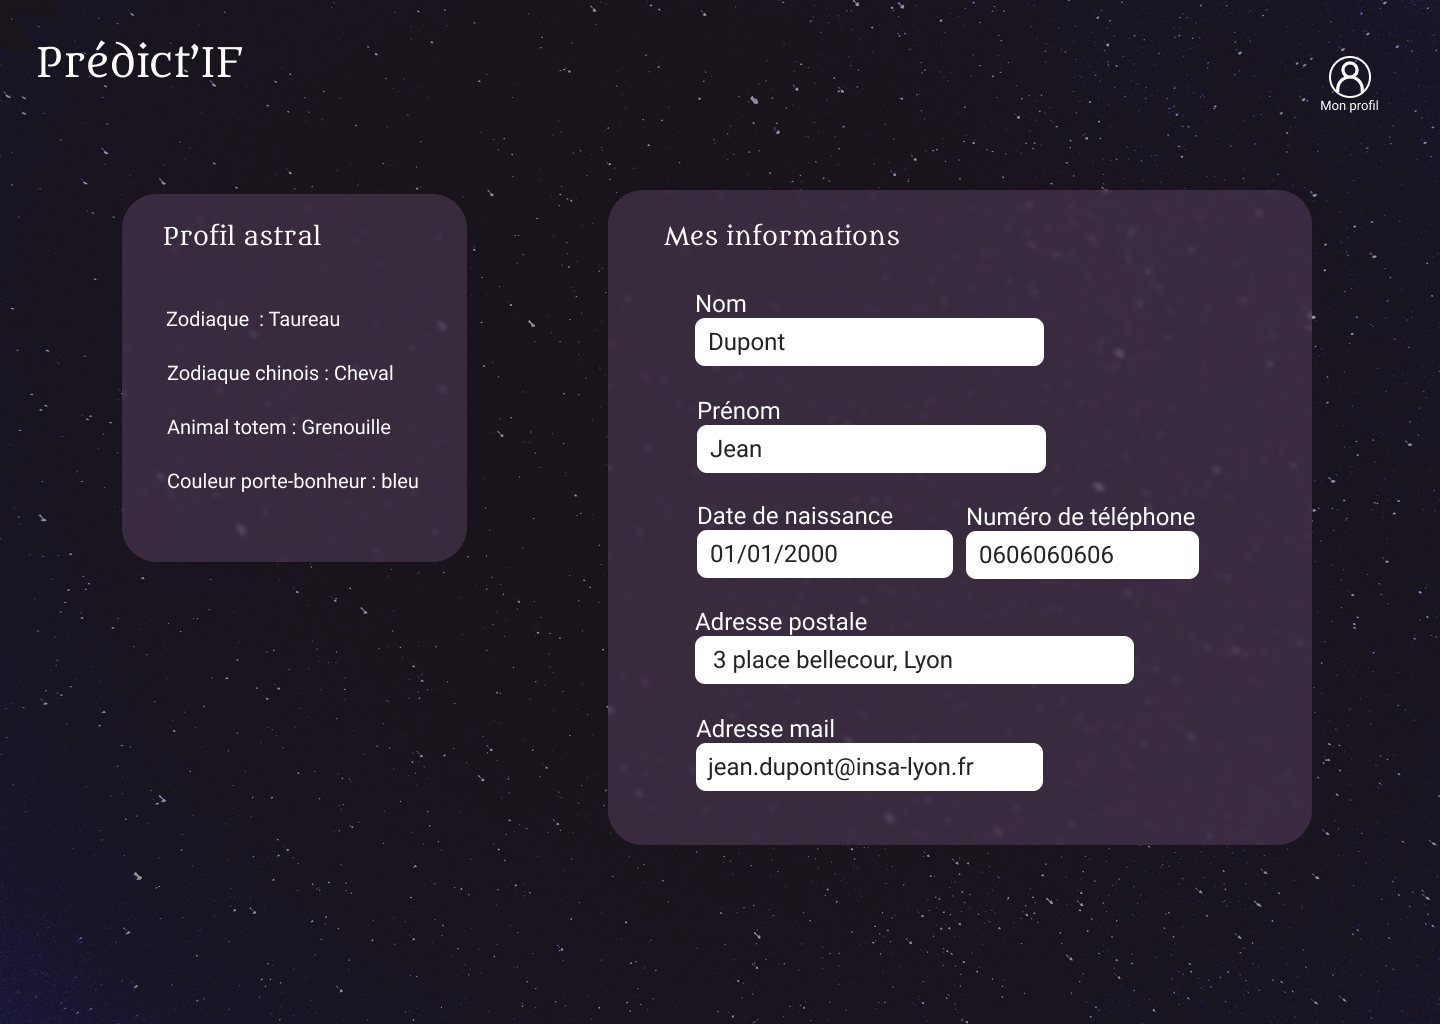 Prédict'IF
Mon profil
Profil astral
Zodiaque  : Taureau
Zodiaque chinois : Cheval
Animal totem : Grenouille
Couleur porte-bonheur : bleu
Mes informations
Nom
Dupont
Prénom
Jean
Date de naissance
01/01/2000
Numéro de téléphone
0606060606
Adresse postale
3 place bellecour, Lyon
Adresse mail
jean.dupont@insa-lyon.fr